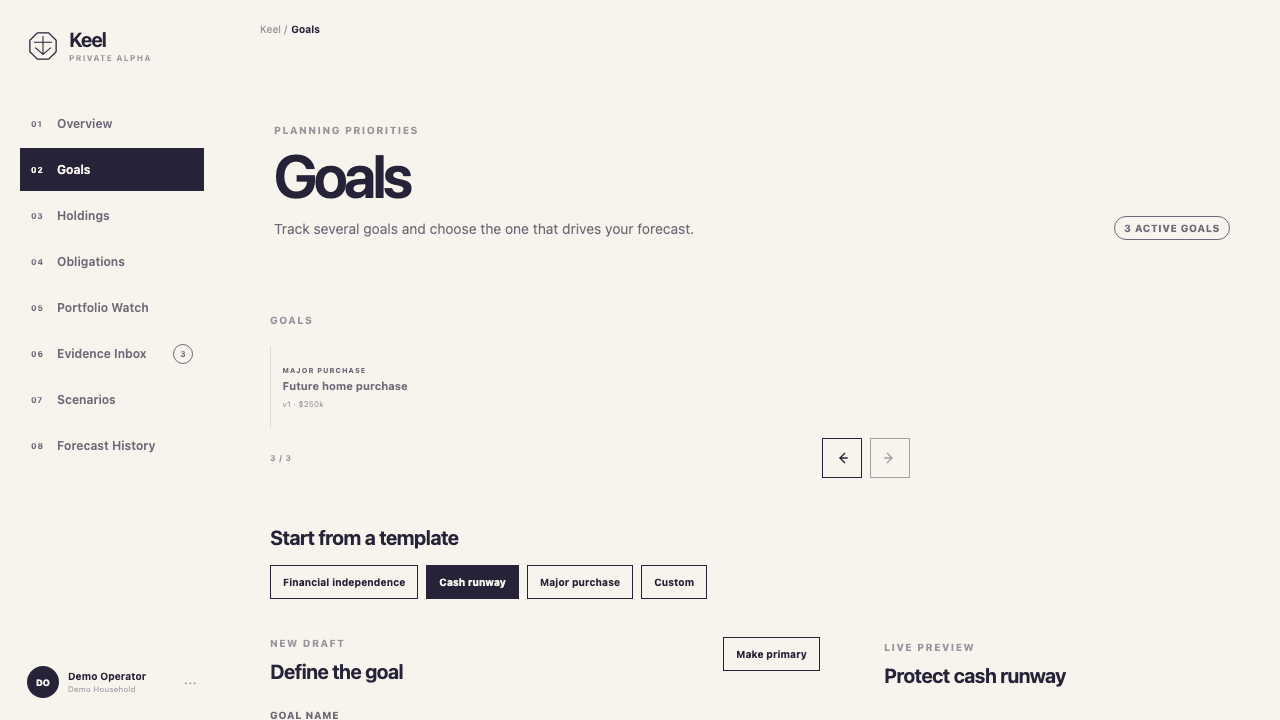 Keel
PRIVATE ALPHA
Keel / Goals
01 Overview
02 Goals
03 Holdings
04 Obligations
05 Portfolio Watch
06 Evidence Inbox 3
07 Scenarios
08 Forecast History
DO
Demo Operator
Demo Household
...
PLANNING PRIORITIES
Goals
Track several goals and choose the one that drives your forecast.
3 ACTIVE GOALS
GOALS
MAJOR PURCHASE
Future home purchase
v1 · $250k
3 / 3
← →
Start from a template
Financial independence
Cash runway
Major purchase
Custom
NEW DRAFT
Define the goal
Make primary
GOAL NAME
LIVE PREVIEW
Protect cash runway